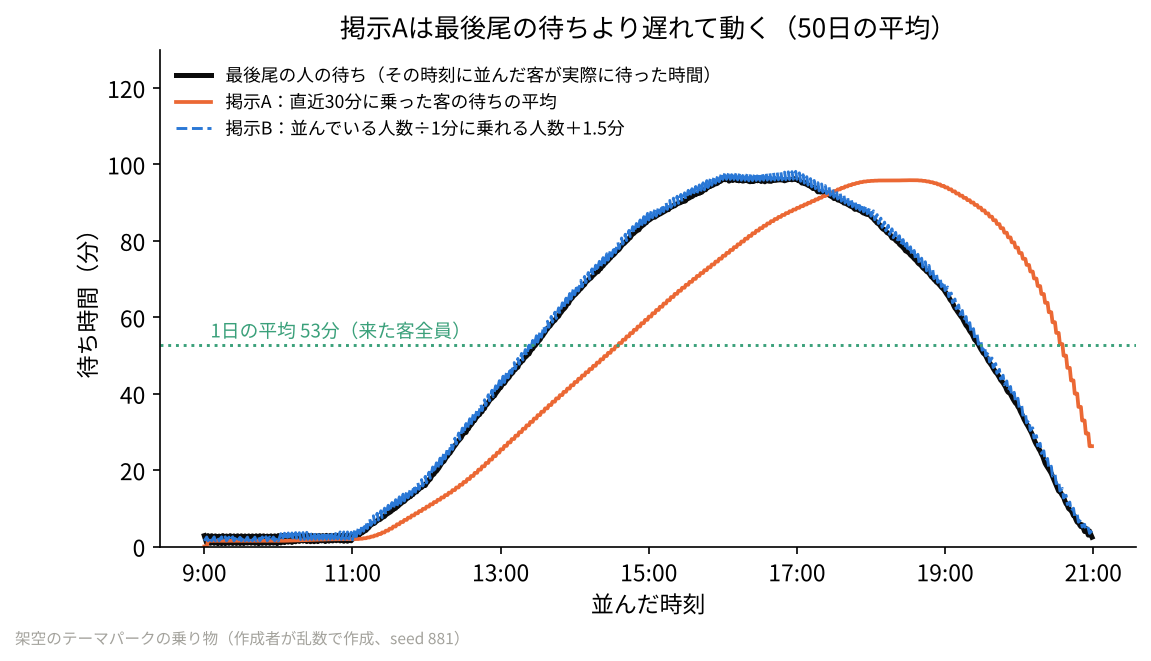 掲示Aは最後尾の待ちより遅れて動く（50日の平均）
最後尾の人の待ち（その時刻に並んだ客が実際に待った時間）
掲示A：直近30分に乗った客の待ちの平均
掲示B：並んでいる人数÷1分に乗れる人数＋1.5分
1日の平均 53分（来た客全員）
待ち時間（分）
120
100
80
60
40
20
0
9:00 11:00 13:00 15:00 17:00 19:00 21:00
並んだ時刻
架空のテーマパークの乗り物（作成者が乱数で作成、seed 881）